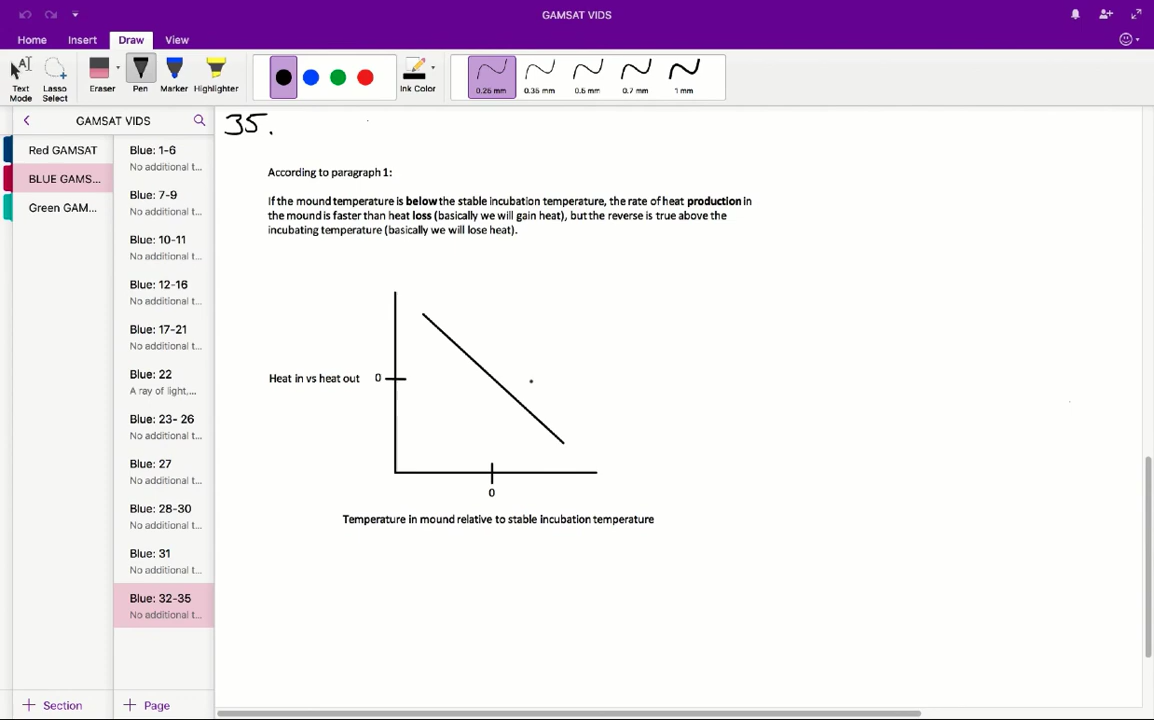 GAMSAT VIDS
Home Insert Draw View
Text Mode
Lasso Select
Eraser
Pen
Marker
Highlighter
Ink Color
0.25 mm
0.35 mm
0.5 mm
0.7 mm
1 mm
GAMSAT VIDS
Red GAMSAT
BLUE GAMS...
Green GAM...
Blue: 1-6
No additional t...
Blue: 7-9
No additional t...
Blue: 10-11
No additional t...
Blue: 12-16
No additional t...
Blue: 17-21
No additional t...
Blue: 22
A ray of light,...
Blue: 23- 26
No additional t...
Blue: 27
No additional t...
Blue: 28-30
No additional t...
Blue: 31
No additional t...
Blue: 32-35
No additional t...
+ Section
+ Page
35.
According to paragraph 1:
If the mound temperature is below the stable incubation temperature, the rate of heat production in
the mound is faster than heat loss (basically we will gain heat), but the reverse is true above the
incubating temperature (basically we will lose heat).
Heat in vs heat out 0
0
Temperature in mound relative to stable incubation temperature